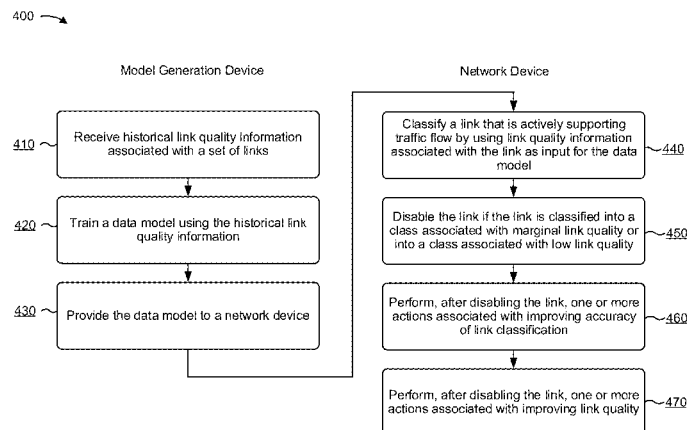 400
Model Generation Device
410
Receive historical link quality information
associated with a set of links
420
Train a data model using the historical link
quality information
430
Provide the data model to a network device
Network Device
Classify a link that is actively supporting
traffic flow by using link quality information
associated with the link as input for the data
model
440
Disable the link if the link is classified into a
class associated with marginal link quality or
into a class associated with low link quality
450
Perform, after disabling the link, one or more
actions associated with improving accuracy
of link classification
460
Perform, after disabling the link, one or more
actions associated with improving link quality
470